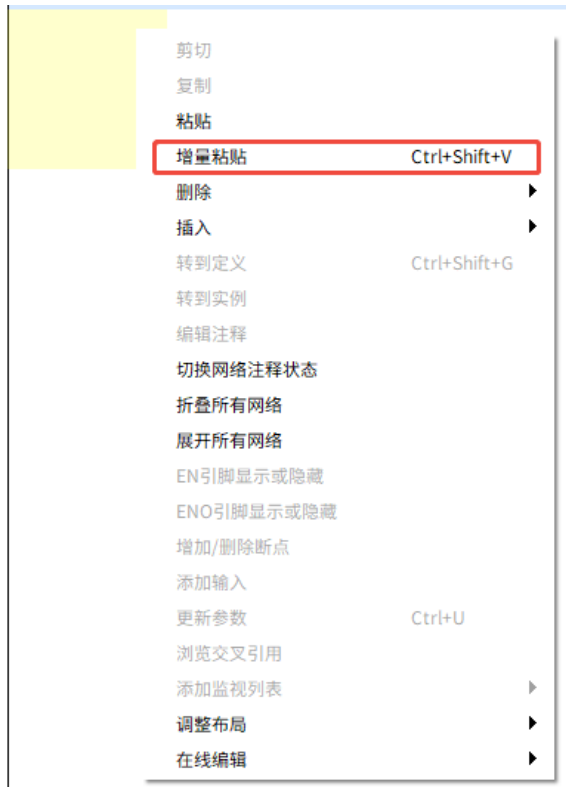 剪切
复制
粘贴
增量粘贴 Ctrl+Shift+V
删除
插入
转到定义 Ctrl+Shift+G
转到实例
编辑注释
切换网络注释状态
折叠所有网络
展开所有网络
EN引脚显示或隐藏
ENO引脚显示或隐藏
增加/删除断点
添加输入
更新参数 Ctrl+U
浏览交叉引用
添加监视列表
调整布局
在线编辑